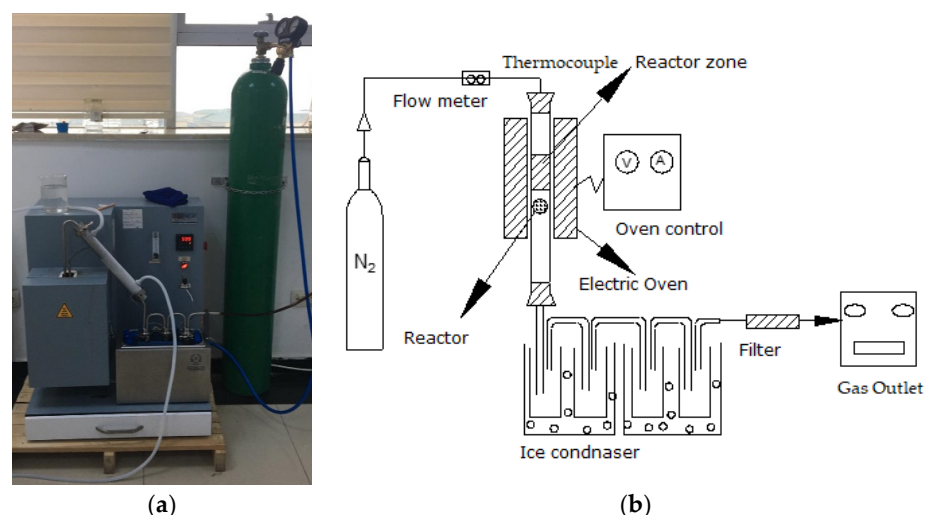 Thermocouple
Reactor zone
Flow meter
V
A
N2
Oven control
Electric Oven
Reactor
Filter
Gas Outlet
Ice condnaser
(a)
(b)